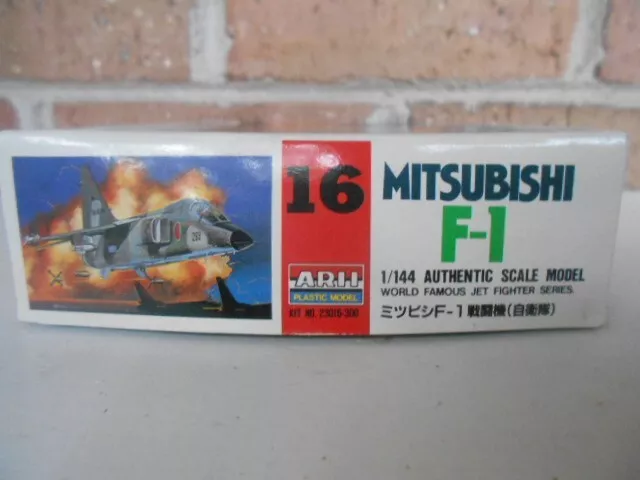 16
ARII
PLASTIC MODEL
KIT NO. 23016-300
MITSUBISHI
F-1
1/144 AUTHENTIC SCALE MODEL
WORLD FAMOUS JET FIGHTER SERIES.
ミツビシF-1戦闘機(自衛隊)